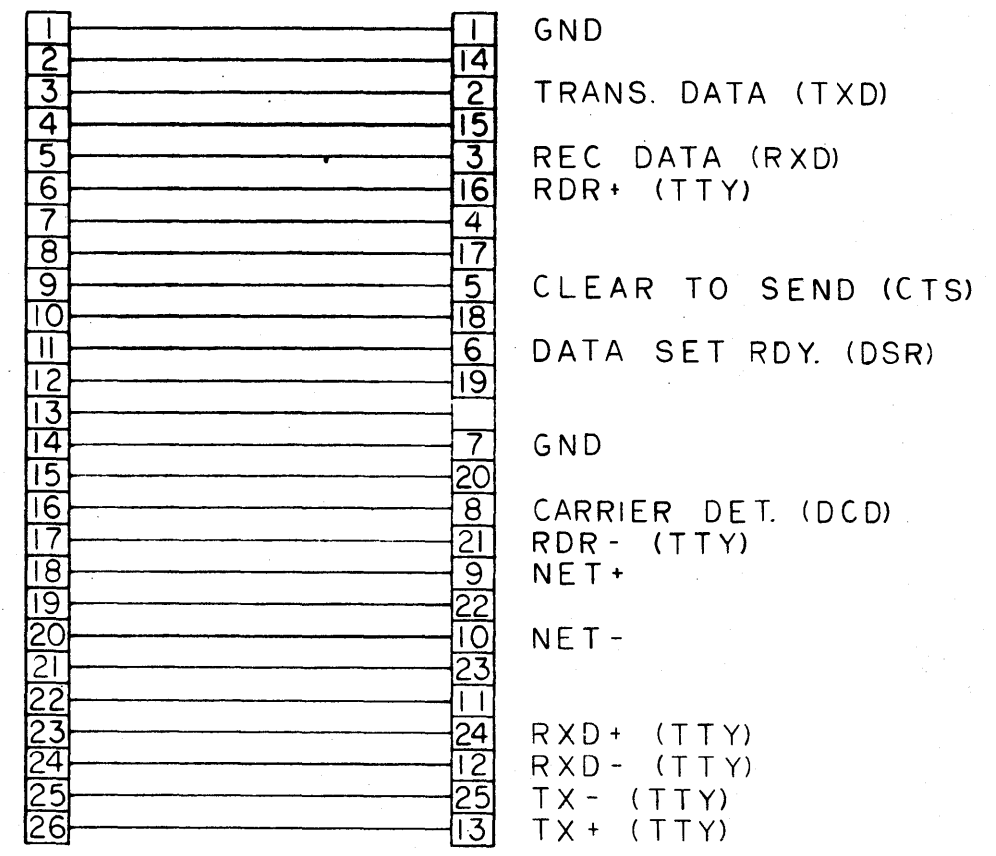 1 1 GND
2 14
3 2 TRANS. DATA (TXD)
4 15
5 3 REC DATA (RXD)
6 16 RDR+ (TTY)
7 4
8 17
9 5 CLEAR TO SEND (CTS)
10 18
11 6 DATA SET RDY. (DSR)
12 19
13
14 7 GND
15 20
16 8 CARRIER DET. (DCD)
17 21 RDR- (TTY)
18 9 NET+
19 22
20 10 NET-
21 23
22 11
23 24 RXD+ (TTY)
24 12 RXD- (TTY)
25 25 TX- (TTY)
26 13 TX+ (TTY)